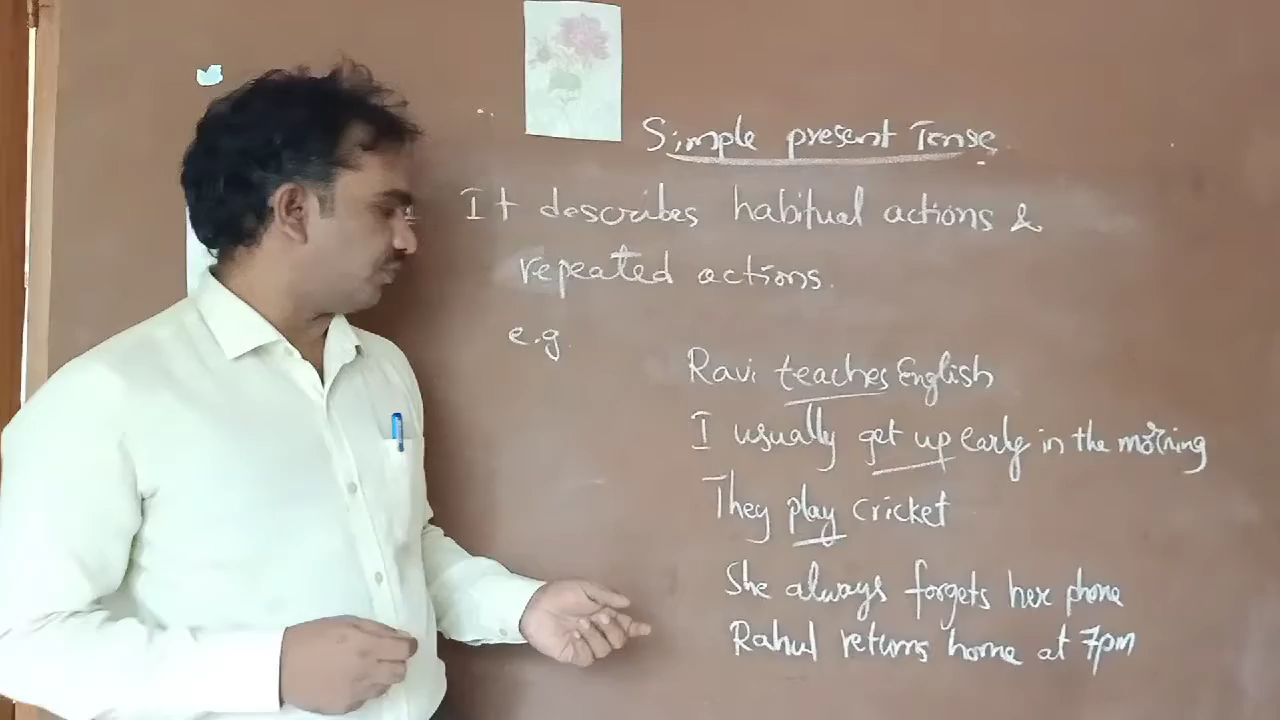 Simple present Tense
It describes habitual actions &
repeated actions.
e.g.
Ravi teaches English
I usually get up early in the morning
They play cricket
She always forgets her phone
Rahul returns home at 7pm